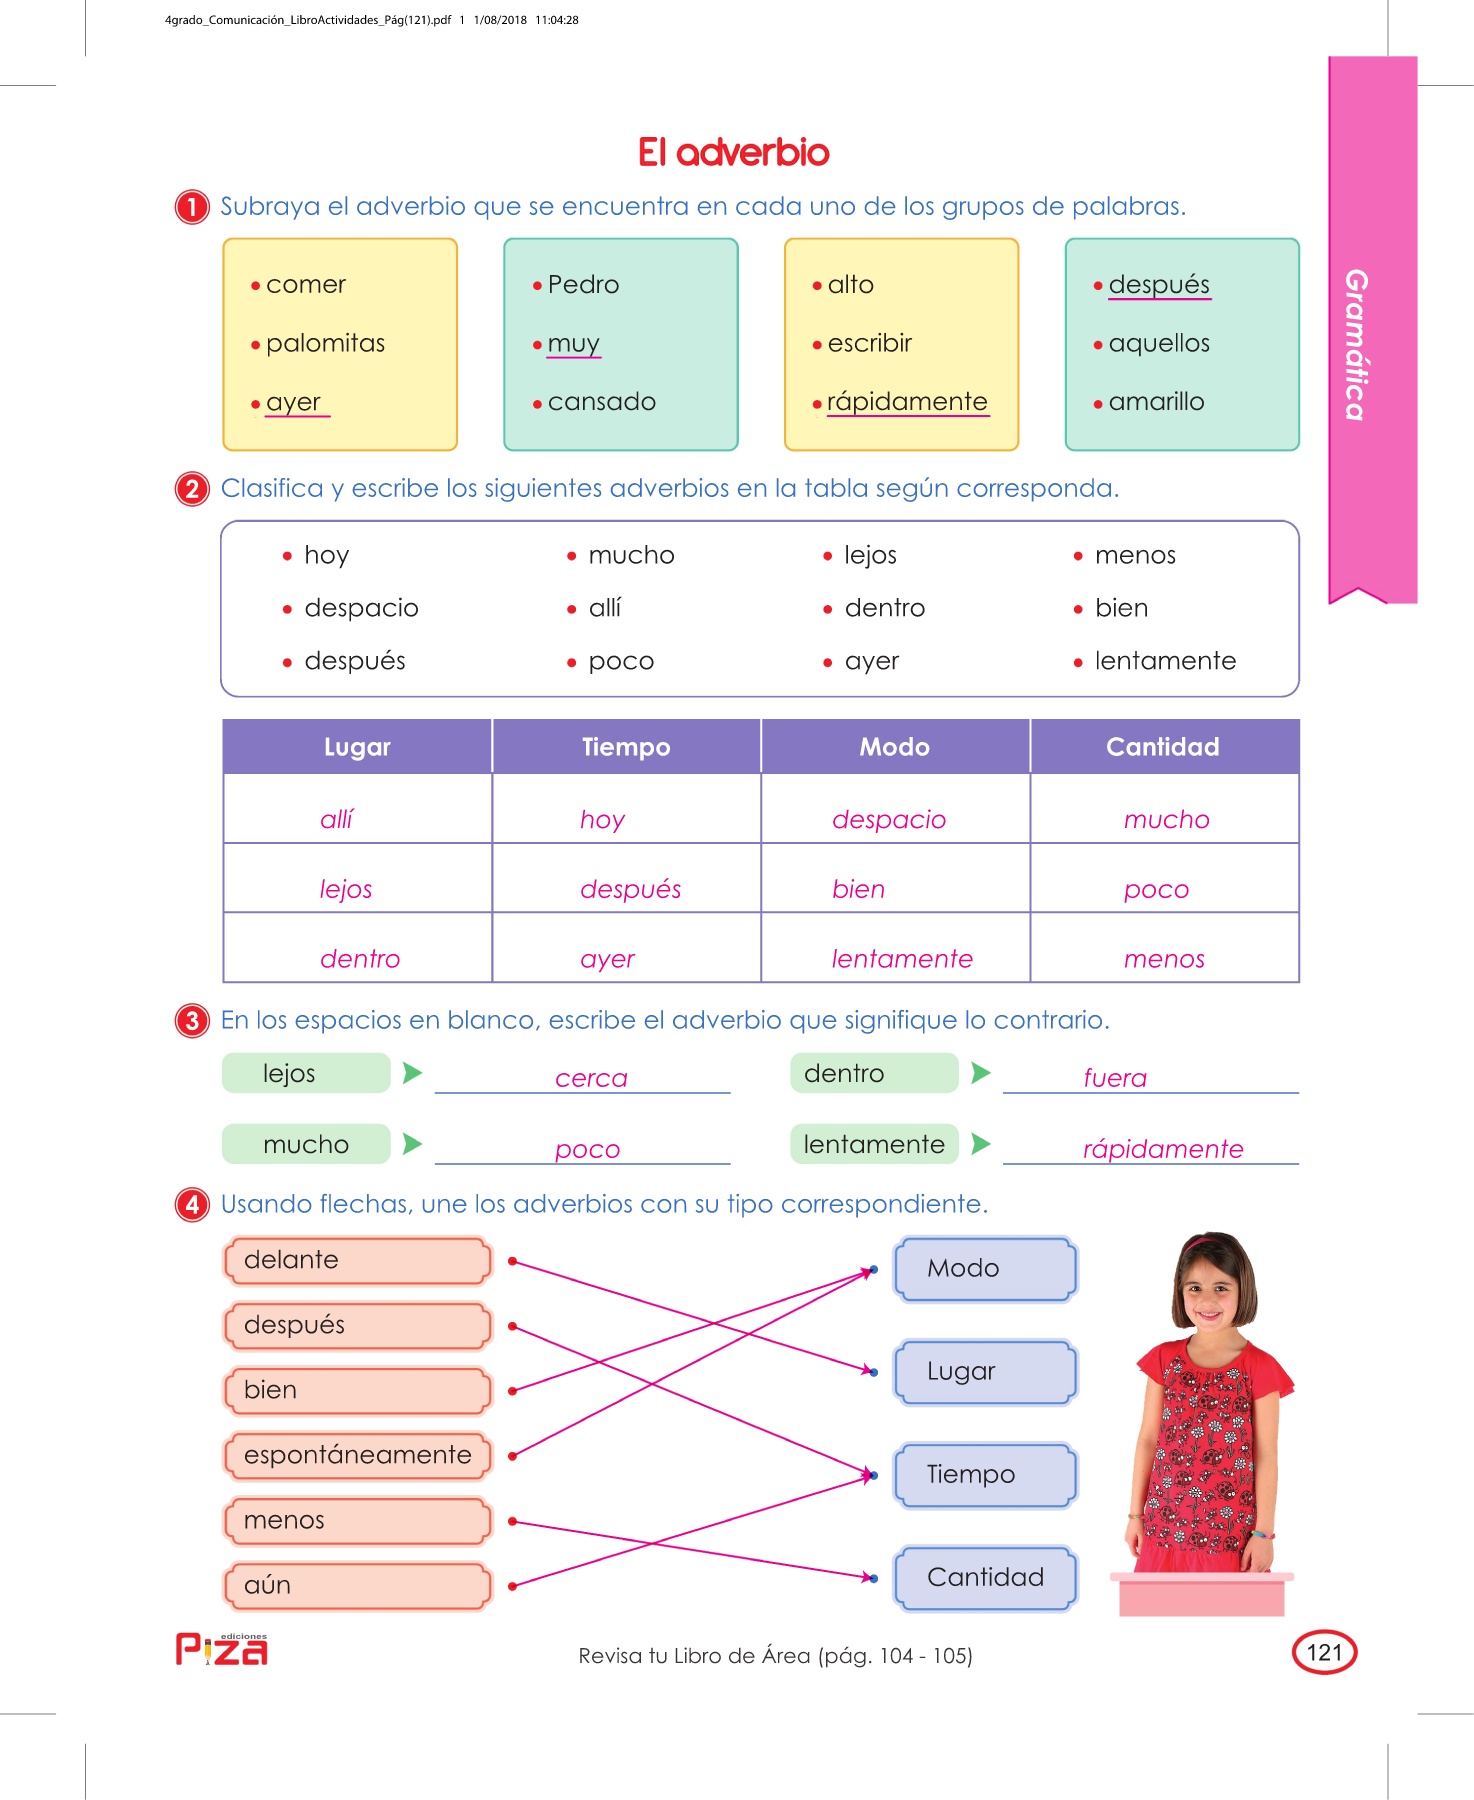 4grado_Comunicación_LibroActividades_Pág(121).pdf 1 1/08/2018 11:04:28
El adverbio
1 Subraya el adverbio que se encuentra en cada uno de los grupos de palabras.
• comer
• palomitas
• ayer
• Pedro
• muy
• cansado
• alto
• escribir
• rápidamente
• después
• aquellos
• amarillo
Gramática
2 Clasifica y escribe los siguientes adverbios en la tabla según corresponda.
• hoy • mucho • lejos • menos
• despacio • allí • dentro • bien
• después • poco • ayer • lentamente
Lugar Tiempo Modo Cantidad
allí hoy despacio mucho
lejos después bien poco
dentro ayer lentamente menos
3 En los espacios en blanco, escribe el adverbio que signifique lo contrario.
lejos cerca dentro fuera
mucho poco lentamente rápidamente
4 Usando flechas, une los adverbios con su tipo correspondiente.
delante
después
bien
espontáneamente
menos
aún
Modo
Lugar
Tiempo
Cantidad
ediciones
Piza
Revisa tu Libro de Área (pág. 104 - 105)
121